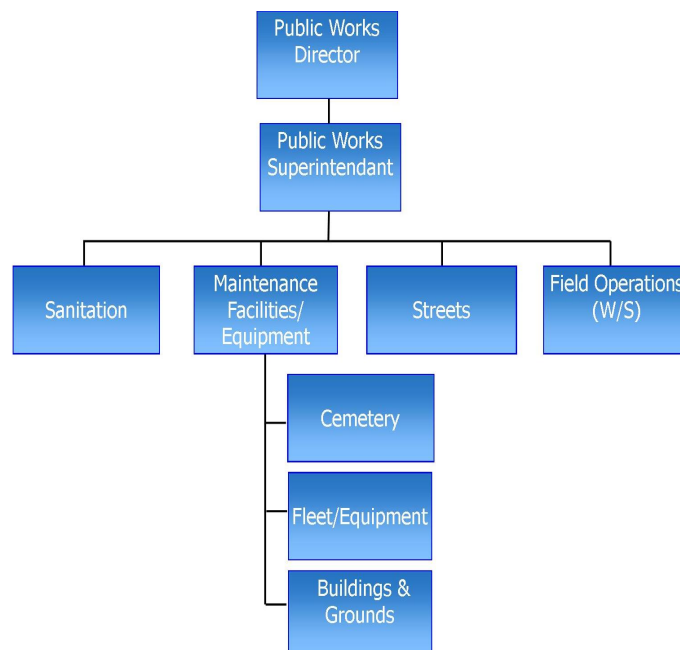 Public Works
Director
Public Works
Superintendant
Sanitation
Maintenance
Facilities/
Equipment
Streets
Field Operations
(W/S)
Cemetery
Fleet/Equipment
Buildings &
Grounds